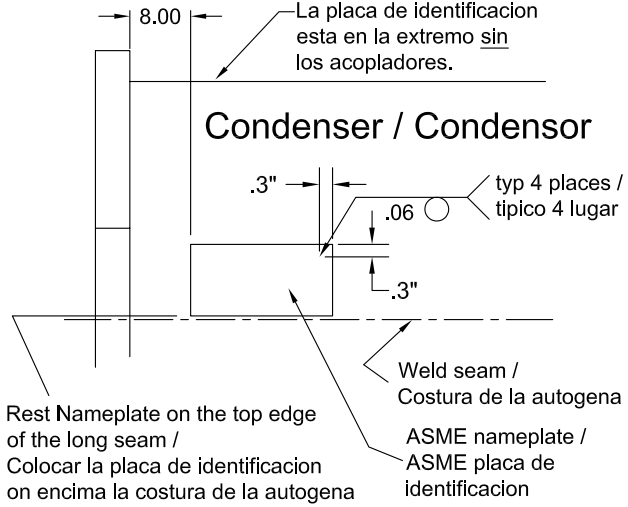 8.00
La placa de identificacion
esta en la extremo sin
los acopladores.
Condenser / Condensor
.3"
typ 4 places /
tipico 4 lugar
.06
.3"
Weld seam /
Costura de la autogena
Rest Nameplate on the top edge
of the long seam /
Colocar la placa de identificacion
on encima la costura de la autogena
ASME nameplate /
ASME placa de
identificacion